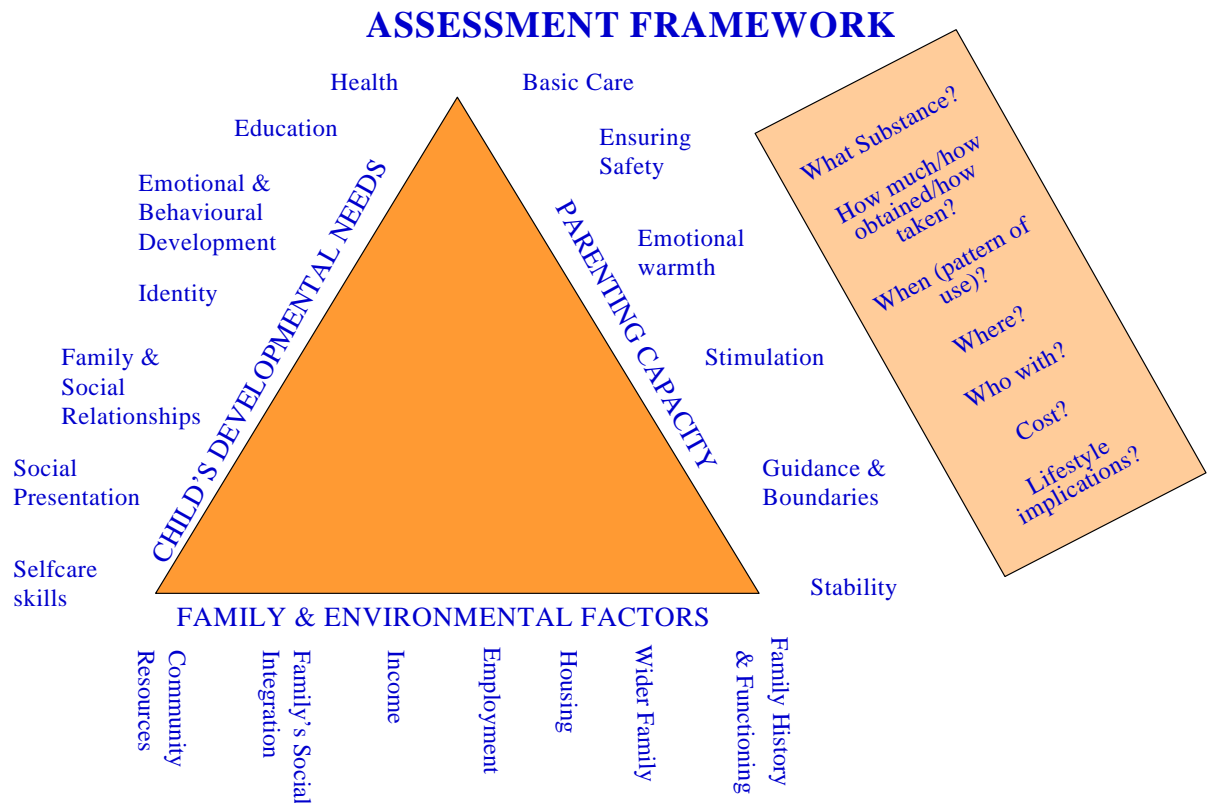 ASSESSMENT FRAMEWORK
Health
Education
Emotional &
Behavioural
Development
Identity
Family &
Social
Relationships
Social
Presentation
Selfcare
skills
CHILD'S DEVELOPMENTAL NEEDS
Basic Care
Ensuring
Safety
Emotional
warmth
Stimulation
Guidance &
Boundaries
Stability
PARENTING CAPACITY
What Substance?
How much/how
obtained/how
taken?
When (pattern of
use)?
Where?
Who with?
Cost?
Lifestyle
implications?
FAMILY & ENVIRONMENTAL FACTORS
Community
Resources
Family's Social
Integration
Income
Employment
Housing
Wider Family
Family History
& Functioning